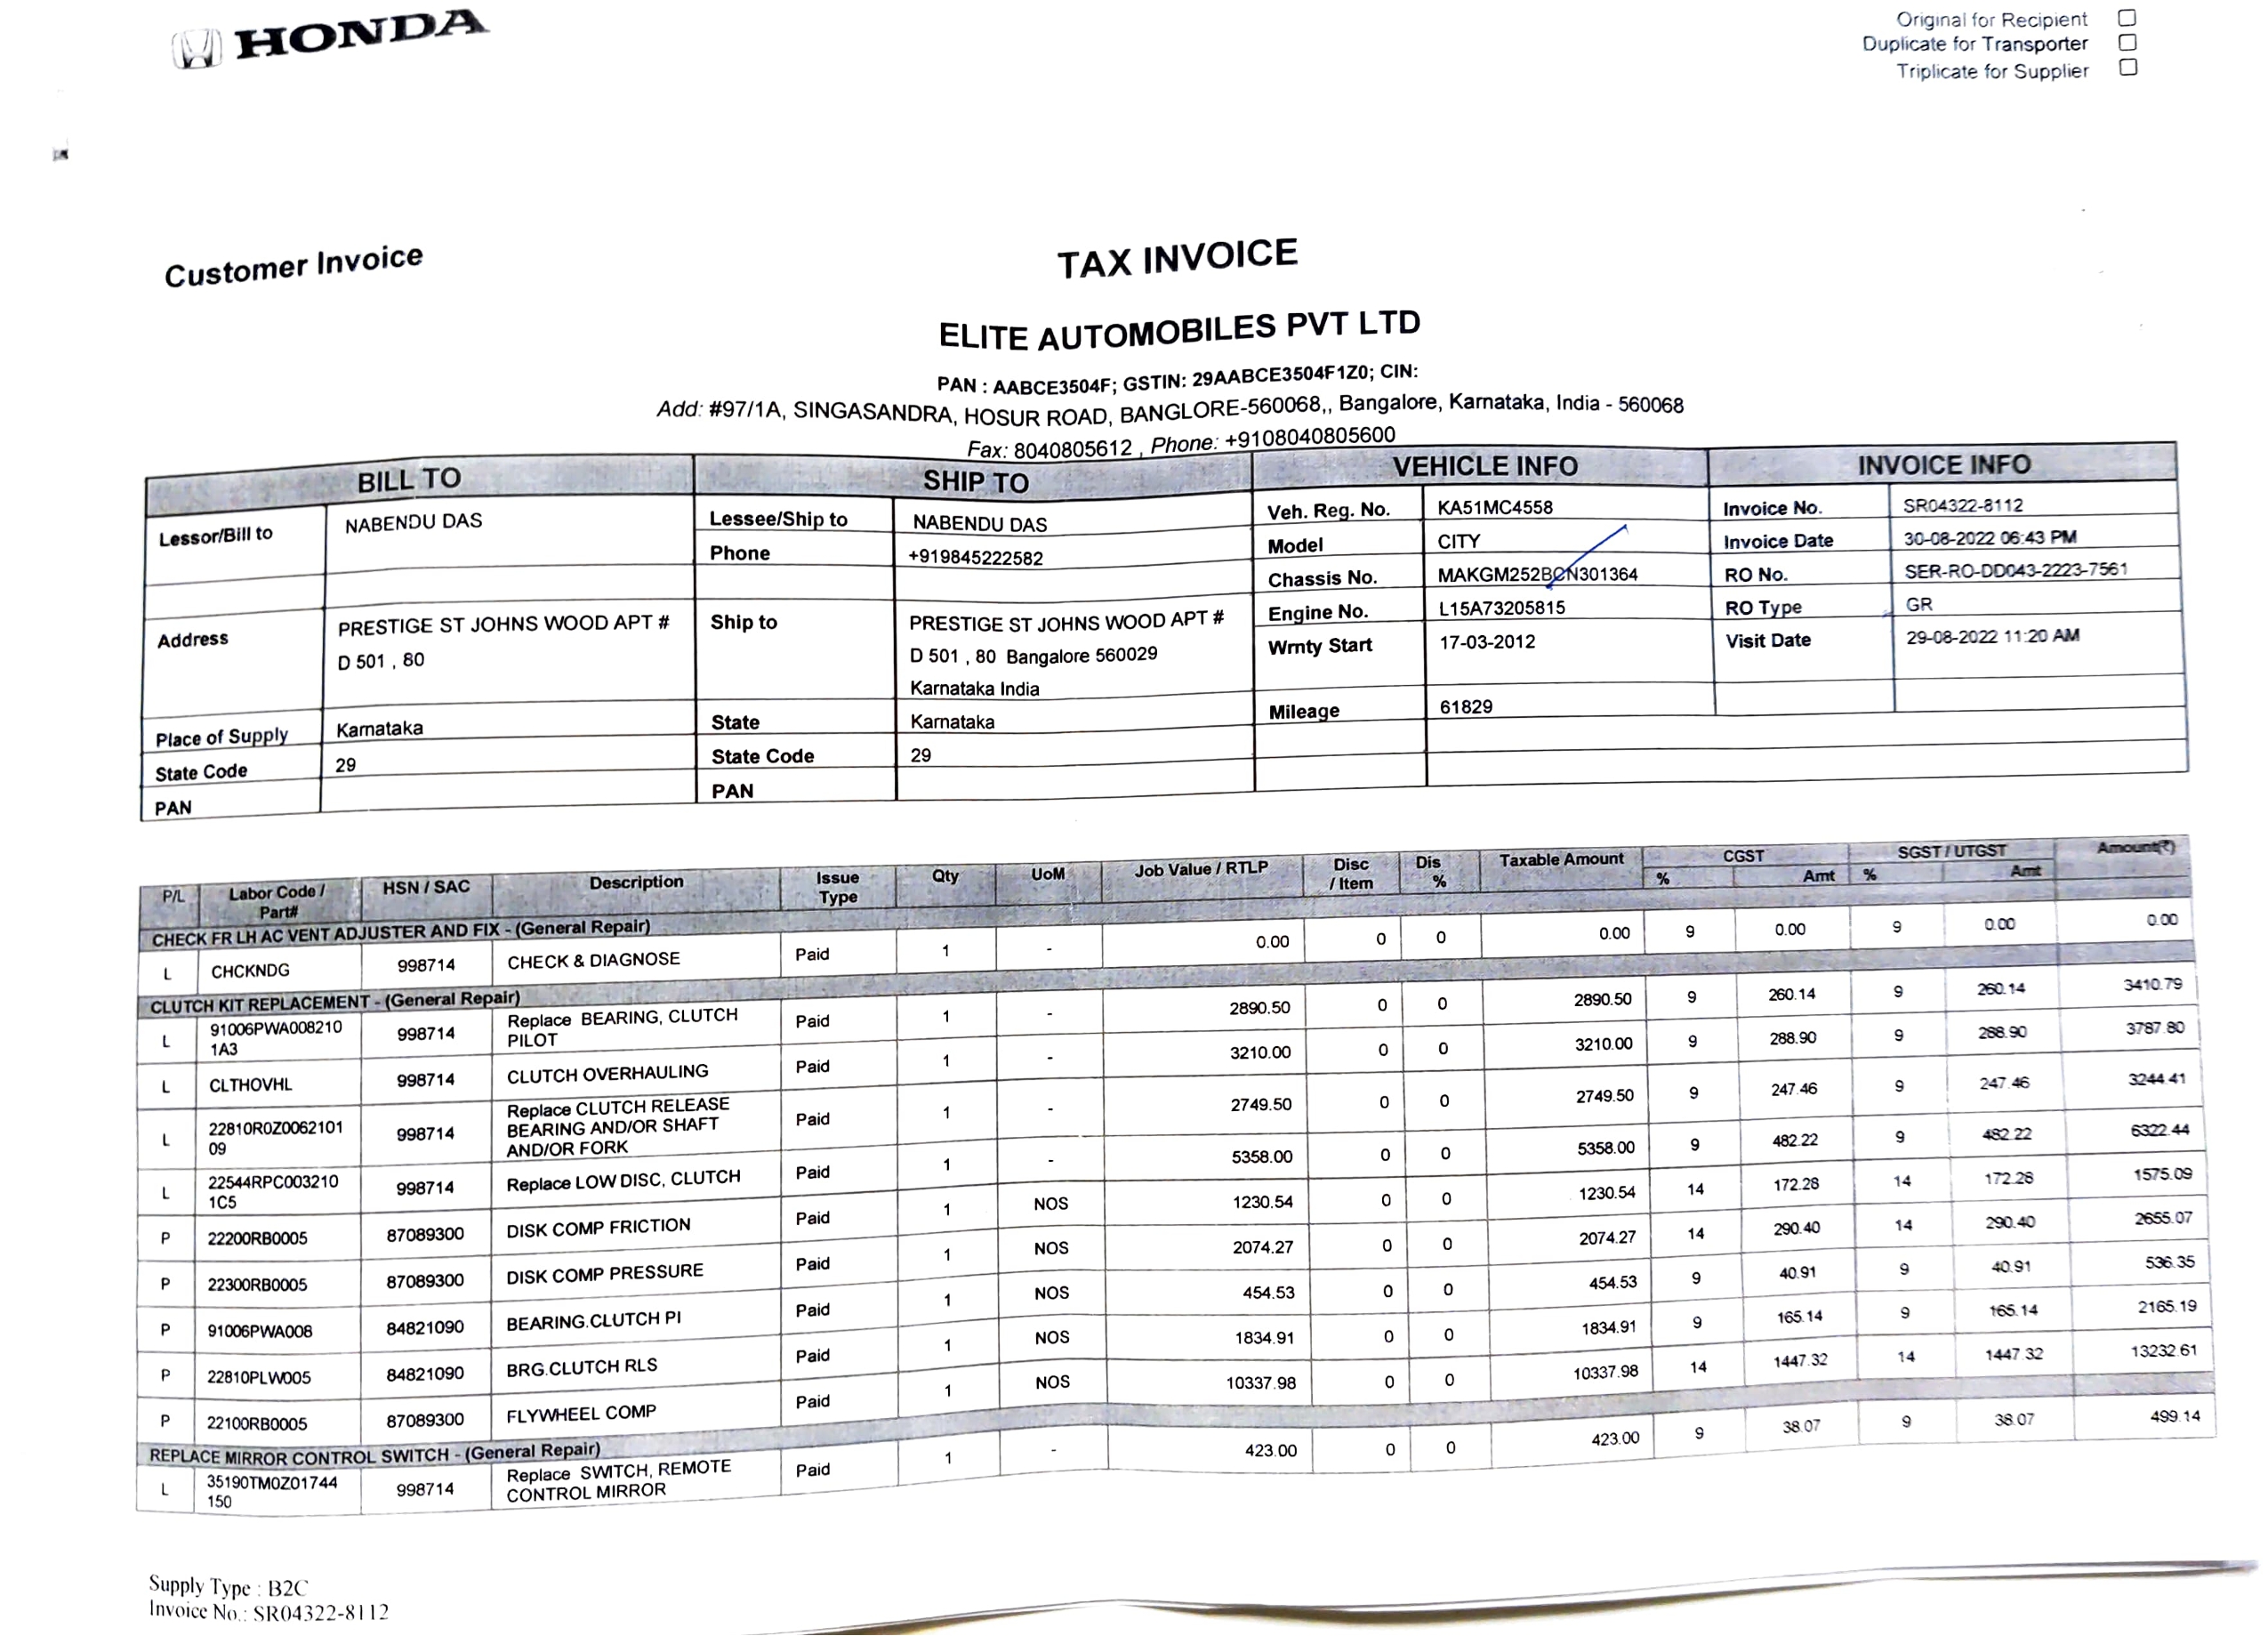 HONDA
Original for Recipient
Duplicate for Transporter
Triplicate for Supplier
Customer Invoice
TAX INVOICE
ELITE AUTOMOBILES PVT LTD
PAN : AABCE3504F; GSTIN: 29AABCE3504F1Z0; CIN:
Add: #97/1A, SINGASANDRA, HOSUR ROAD, BANGLORE-560068,, Bangalore, Karnataka, India - 560068
Fax: 8040805612 , Phone: +9108040805600
BILL TO SHIP TO VEHICLE INFO INVOICE INFO
Lessor/Bill to NABENDU DAS Lessee/Ship to NABENDU DAS Veh. Reg. No. KA51MC4558 Invoice No. SR04322-8112
Phone +919845222582 Model CITY Invoice Date 30-08-2022 06:43 PM
Chassis No. MAKGM252BCN301364 RO No. SER-RO-DD043-2223-7561
Address PRESTIGE ST JOHNS WOOD APT # Ship to PRESTIGE ST JOHNS WOOD APT # Engine No. L15A73205815 RO Type GR
D 501 , 80 D 501 , 80 Bangalore 560029 Wrnty Start 17-03-2012 Visit Date 29-08-2022 11:20 AM
Karnataka India
Place of Supply Karnataka State Karnataka Mileage 61829
State Code 29 State Code 29
PAN PAN
P/L Labor Code / Part# HSN / SAC Description Issue Type Qty UoM Job Value / RTLP Disc / Item Dis % Taxable Amount CGST % Amt SGST / UTGST % Amt Amount(₹)
CHECK FR LH AC VENT ADJUSTER AND FIX - (General Repair)
L CHCKNDG 998714 CHECK & DIAGNOSE Paid 1 - 0.00 0 0 0.00 9 0.00 9 0.00 0.00
CLUTCH KIT REPLACEMENT - (General Repair)
L 91006PWA008210 1A3 998714 Replace BEARING, CLUTCH PILOT Paid 1 - 2890.50 0 0 2890.50 9 260.14 9 260.14 3410.79
L CLTHOVHL 998714 CLUTCH OVERHAULING Paid 1 - 3210.00 0 0 3210.00 9 288.90 9 288.90 3787.80
L 22810R0Z0062101 09 998714 Replace CLUTCH RELEASE BEARING AND/OR SHAFT AND/OR FORK Paid 1 - 2749.50 0 0 2749.50 9 247.46 9 247.46 3244.41
L 22544RPC003210 1C5 998714 Replace LOW DISC, CLUTCH Paid 1 - 5358.00 0 0 5358.00 9 482.22 9 482.22 6322.44
P 22200RB0005 87089300 DISK COMP FRICTION Paid 1 NOS 1230.54 0 0 1230.54 14 172.28 14 172.28 1575.09
P 22300RB0005 87089300 DISK COMP PRESSURE Paid 1 NOS 2074.27 0 0 2074.27 14 290.40 14 290.40 2655.07
P 91006PWA008 84821090 BEARING.CLUTCH PI Paid 1 NOS 454.53 0 0 454.53 9 40.91 9 40.91 536.35
P 22810PLW005 84821090 BRG.CLUTCH RLS Paid 1 NOS 1834.91 0 0 1834.91 9 165.14 9 165.14 2165.19
P 22100RB0005 87089300 FLYWHEEL COMP Paid 1 NOS 10337.98 0 0 10337.98 14 1447.32 14 1447.32 13232.61
REPLACE MIRROR CONTROL SWITCH - (General Repair)
L 35190TM0Z01744 150 998714 Replace SWITCH, REMOTE CONTROL MIRROR Paid 1 - 423.00 0 0 423.00 9 38.07 9 38.07 499.14
Supply Type : B2C
Invoice No.: SR04322-8112